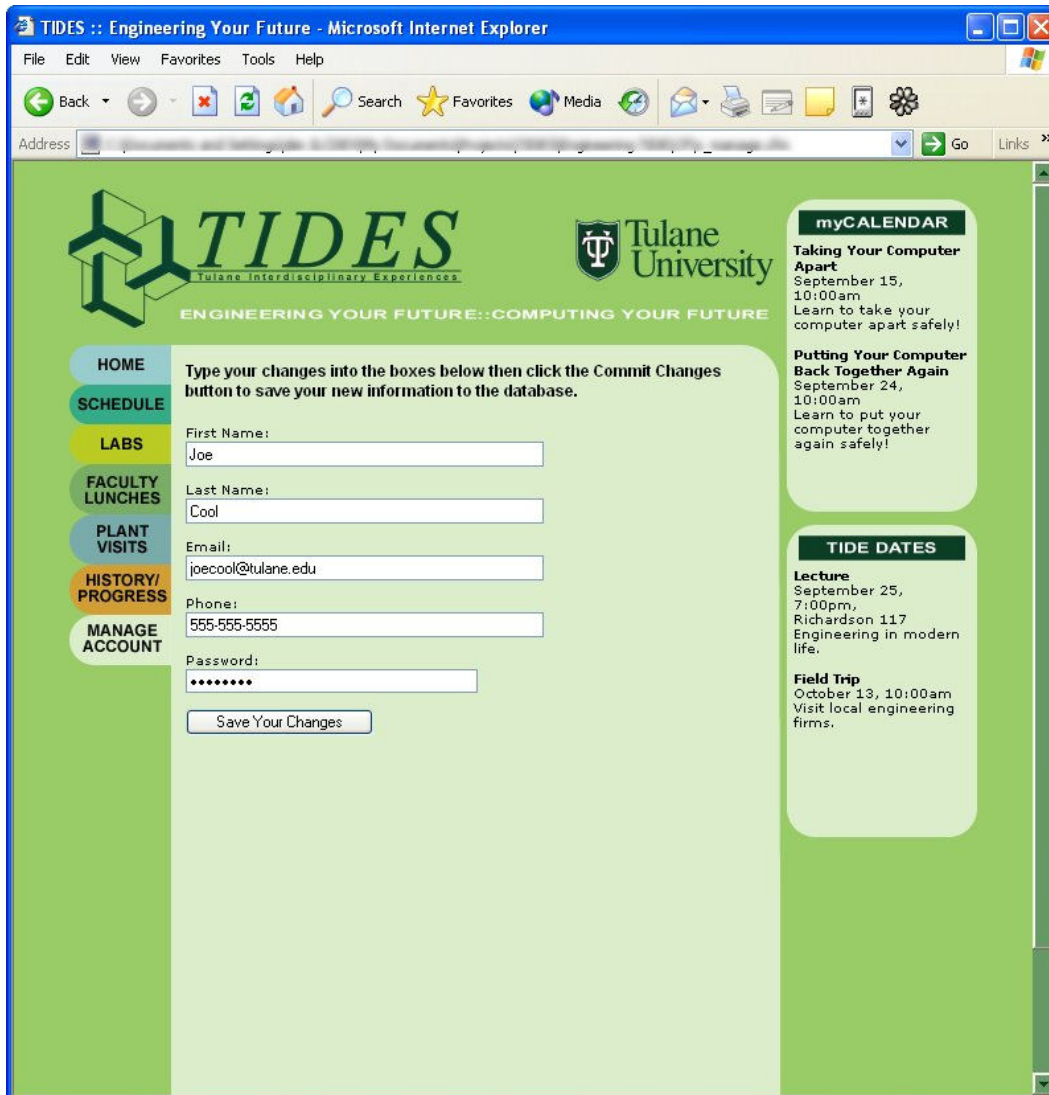 TIDES :: Engineering Your Future - Microsoft Internet Explorer
File Edit View Favorites Tools Help
Back Search Favorites Media
Address Go Links »
TIDES
Tulane Interdisciplinary Experiences
Tulane
University
ENGINEERING YOUR FUTURE::COMPUTING YOUR FUTURE
HOME
SCHEDULE
LABS
FACULTY
LUNCHES
PLANT
VISITS
HISTORY/
PROGRESS
MANAGE
ACCOUNT
Type your changes into the boxes below then click the Commit Changes
button to save your new information to the database.
First Name:
Joe
Last Name:
Cool
Email:
joecool@tulane.edu
Phone:
555-555-5555
Password:
••••••••
Save Your Changes
myCALENDAR
Taking Your Computer
Apart
September 15,
10:00am
Learn to take your
computer apart safely!
Putting Your Computer
Back Together Again
September 24,
10:00am
Learn to put your
computer together
again safely!
TIDE DATES
Lecture
September 25,
7:00pm,
Richardson 117
Engineering in modern
life.
Field Trip
October 13, 10:00am
Visit local engineering
firms.